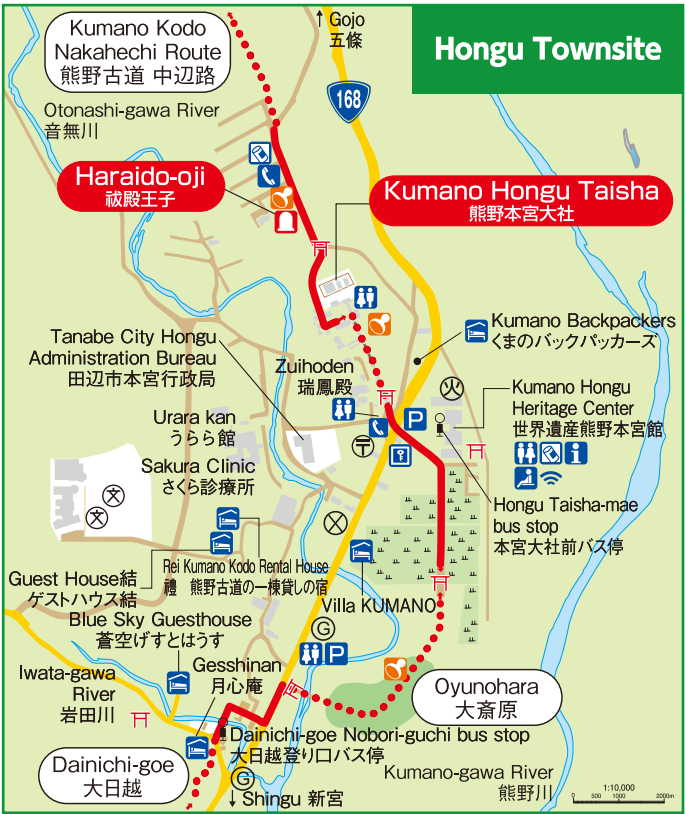 Hongu Townsite
Kumano Kodo
Nakahechi Route
熊野古道 中辺路
↑ Gojo
五條
168
Otonashi-gawa River
音無川
Haraido-oji
祓殿王子
Kumano Hongu Taisha
熊野本宮大社
Kumano Backpackers
くまのバックパッカーズ
Tanabe City Hongu
Administration Bureau
田辺市本宮行政局
Zuihoden
瑞鳳殿
火
Kumano Hongu
Heritage Center
世界遺産熊野本宮館
P
i
Urara kan
うらら館
〒
Sakura Clinic
さくら診療所
文
文
Hongu Taisha-mae
bus stop
本宮大社前バス停
Rei Kumano Kodo Rental House
禮 熊野古道の一棟貸しの宿
Guest House結
ゲストハウス結
Villa KUMANO
Blue Sky Guesthouse
蒼空げすとはうす
G
P
Gesshinan
月心庵
Iwata-gawa
River
岩田川
Oyunohara
大斎原
Dainichi-goe Nobori-guchi bus stop
大日越登り口バス停
Dainichi-goe
大日越
G
↓ Shingu 新宮
Kumano-gawa River
熊野川
1:10,000
0 500 1000 2000m